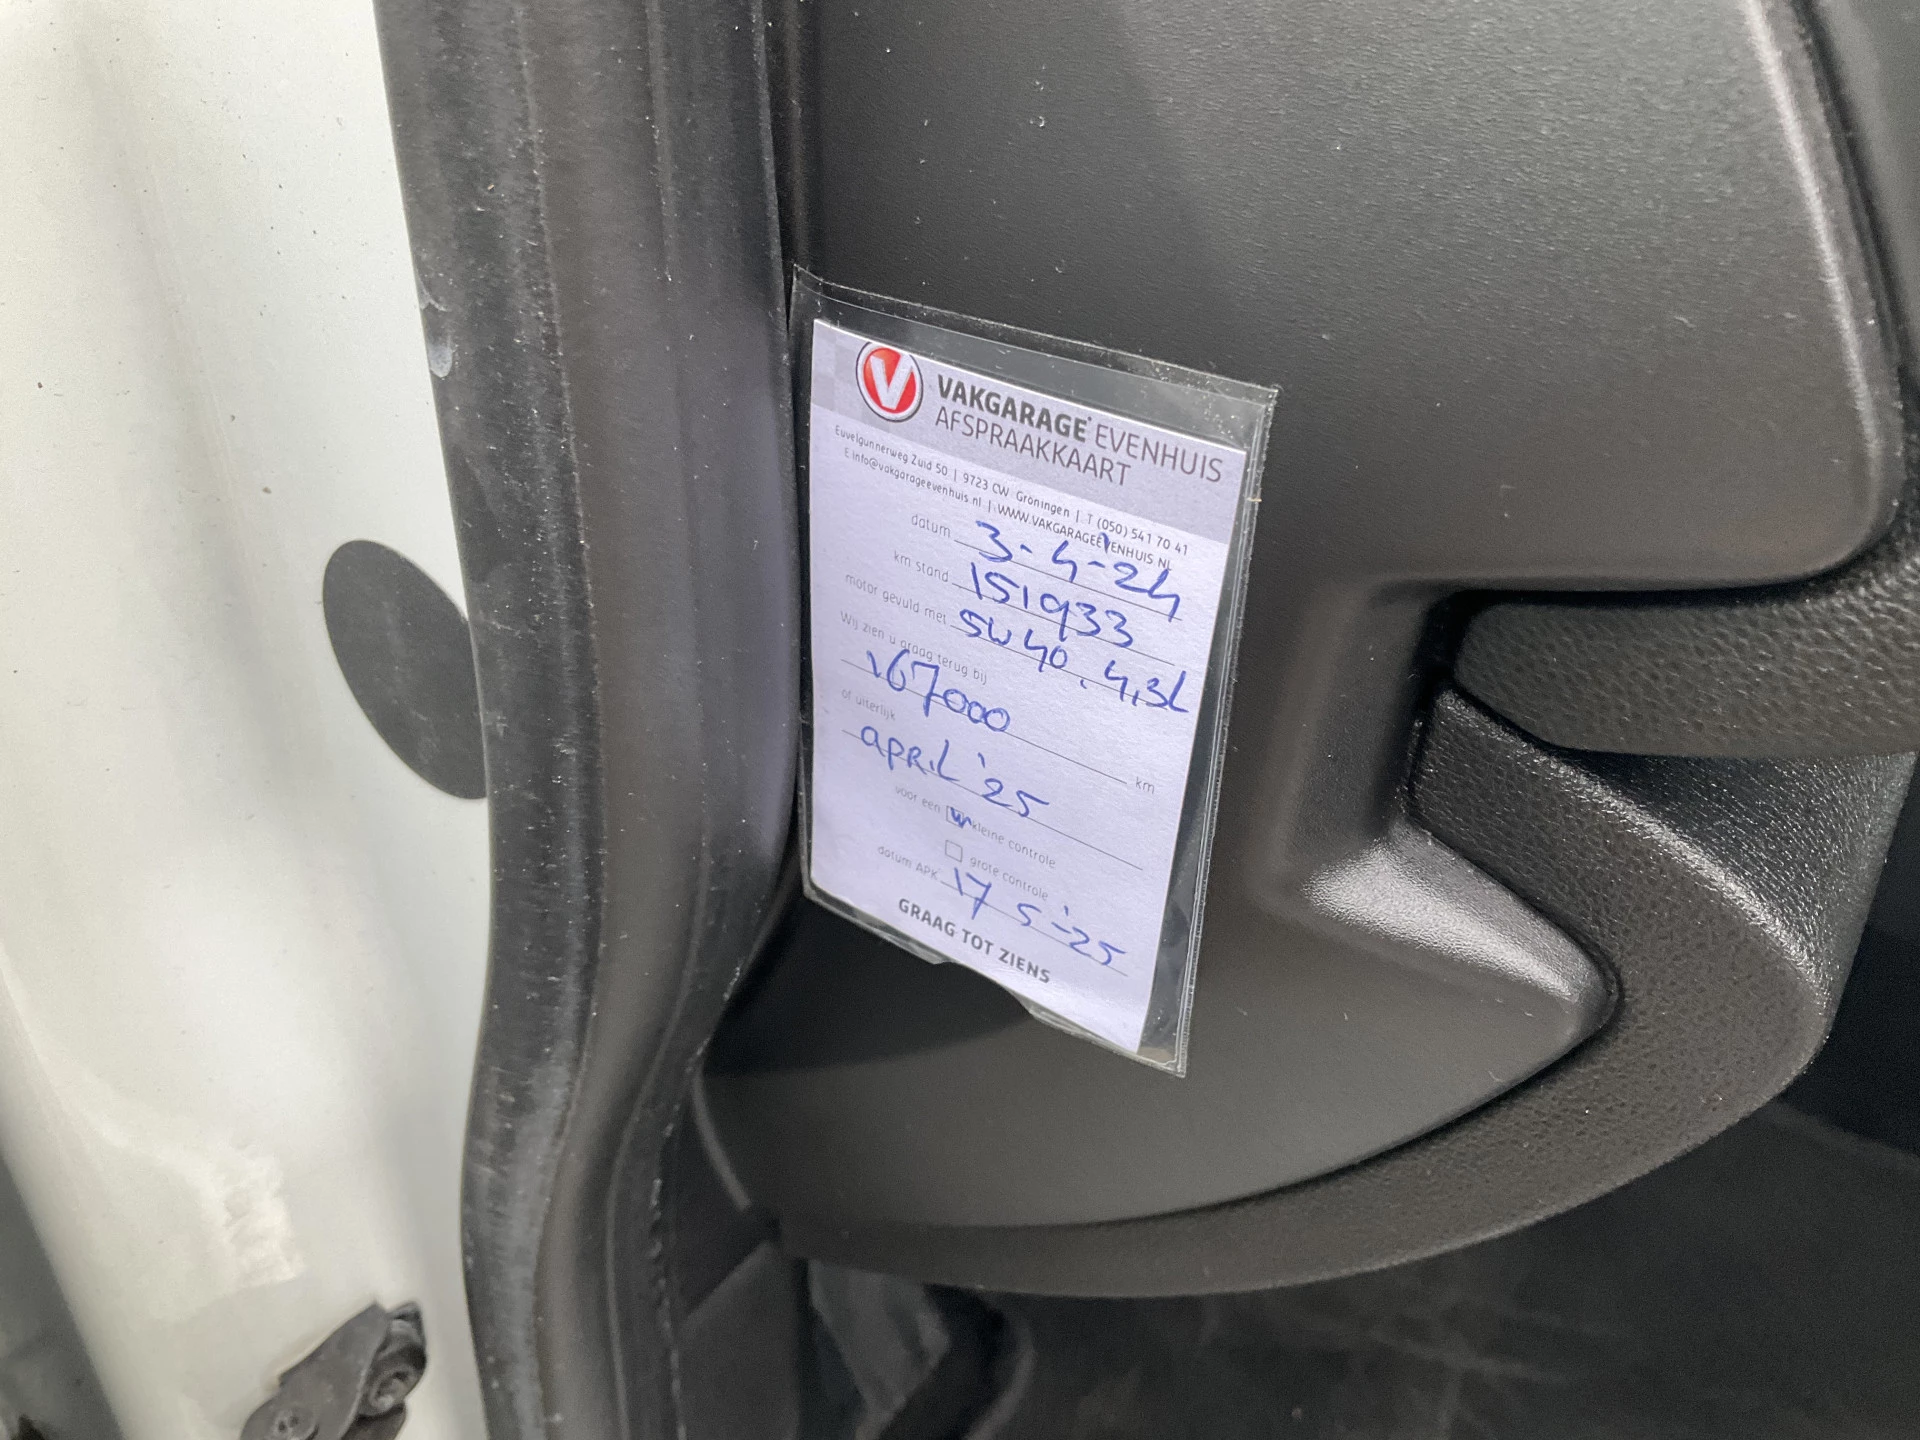 V VAKGARAGE EVENHUIS
AFSPRAAKKAART
Euvelgunnerweg Zuid 50 | 9723 CW Groningen | T (050) 541 70 41
E info@vakgarageevenhuis.nl | WWW.VAKGARAGEEVENHUIS.NL
datum 3-4-'24
km stand 151933
motor gevuld met 5W40. 4,3L
Wij zien u graag terug bij
167000 km
of uiterlijk
april '25
voor een kleine controle
grote controle
datum APK 17 5-'25
GRAAG TOT ZIENS